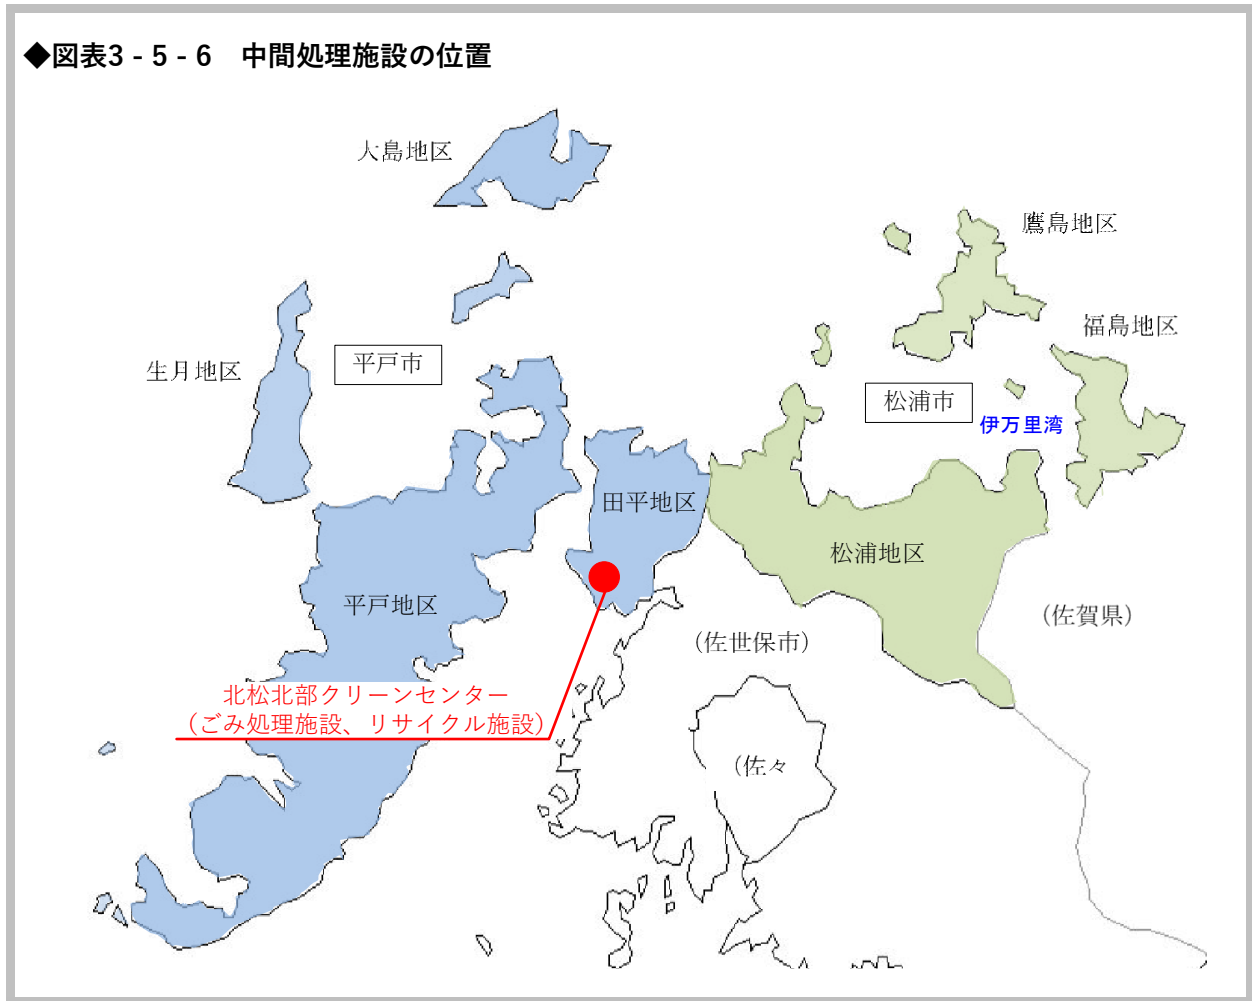 ◆図表3 - 5 - 6　中間処理施設の位置
大島地区
鷹島地区
福島地区
生月地区
平戸市
松浦市
伊万里湾
田平地区
松浦地区
平戸地区
（佐賀県）
（佐世保市）
北松北部クリーンセンター
（ごみ処理施設、リサイクル施設）
（佐々